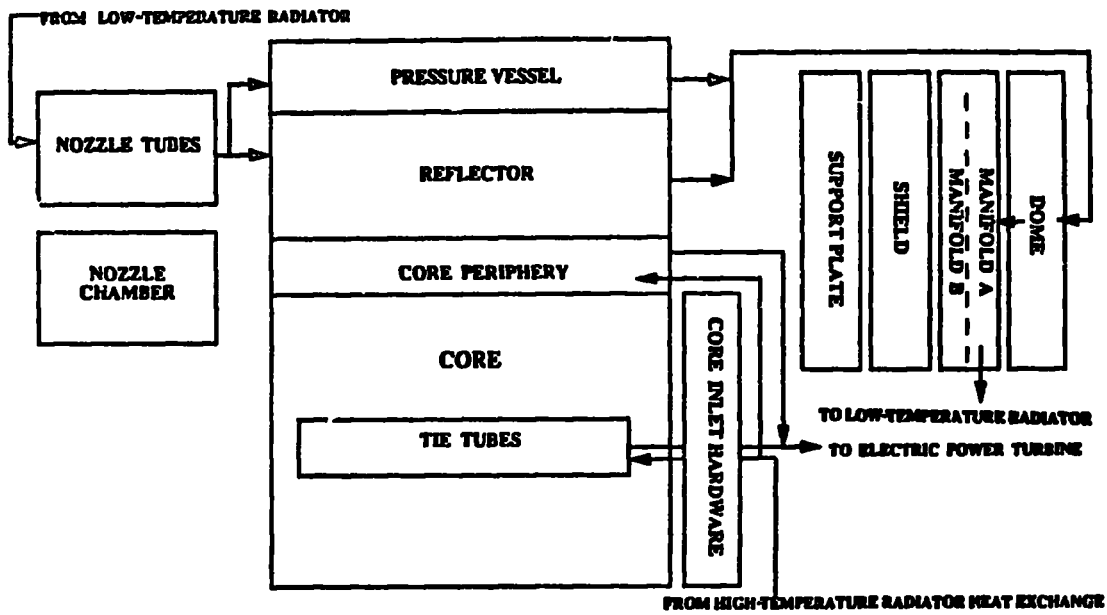 FROM LOW-TEMPERATURE RADIATOR
PRESSURE VESSEL
NOZZLE TUBES
REFLECTOR
NOZZLE
CHAMBER
CORE PERIPHERY
CORE
TIE TUBES
CORE INLET HARDWARE
SUPPORT PLATE
SHIELD
MANIFOLD A
MANIFOLD B
DOME
TO LOW-TEMPERATURE RADIATOR
TO ELECTRIC POWER TURBINE
FROM HIGH-TEMPERATURE RADIATOR HEAT EXCHANGE